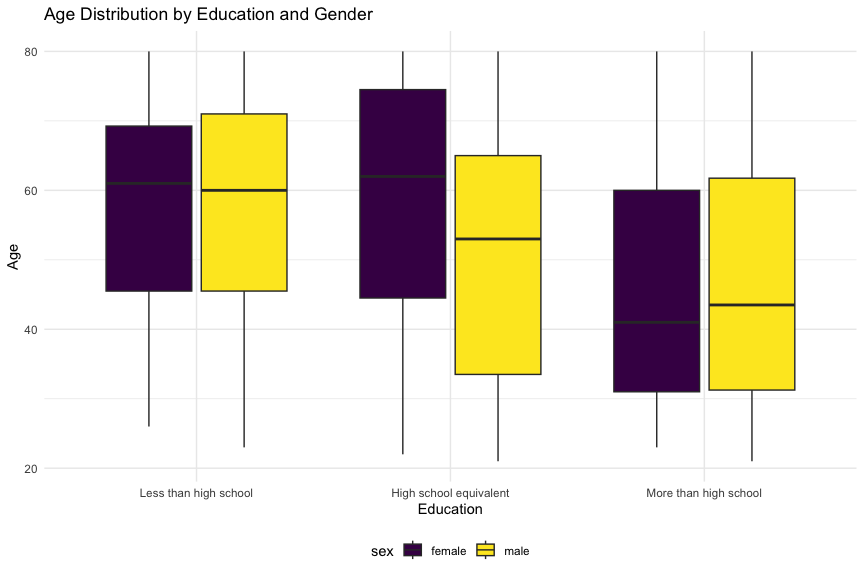 Age Distribution by Education and Gender
80
60
40
20
Age
Less than high school
High school equivalent
More than high school
Education
sex
female
male